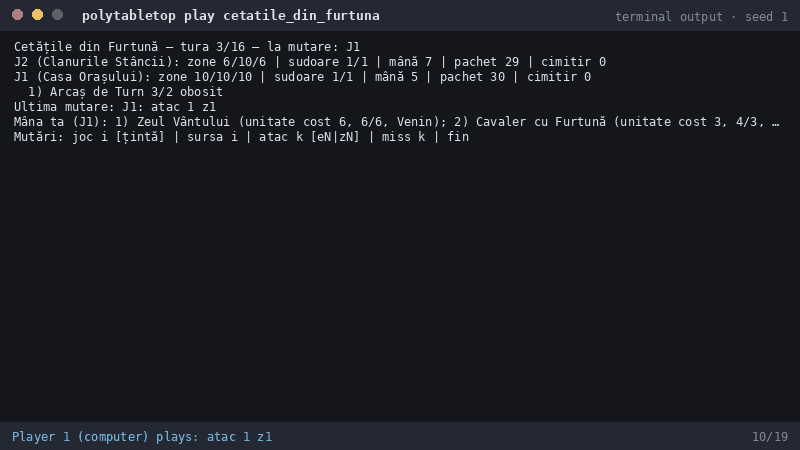 polytabletop play cetatile_din_furtuna
terminal output · seed 1
Cetățile din Furtună — tura 3/16 — la mutare: J1
J2 (Clanurile Stâncii): zone 6/10/6 | sudoare 1/1 | mână 7 | pachet 29 | cimitir 0
J1 (Casa Orașului): zone 10/10/10 | sudoare 1/1 | mână 5 | pachet 30 | cimitir 0
1) Arcaș de Turn 3/2 obosit
Ultima mutare: J1: atac 1 z1
Mâna ta (J1): 1) Zeul Vântului (unitate cost 6, 6/6, Venin); 2) Cavaler cu Furtună (unitate cost 3, 4/3, …
Mutări: joc i [țintă] | sursa i | atac k [eN|zN] | miss k | fin
Player 1 (computer) plays: atac 1 z1
10/19